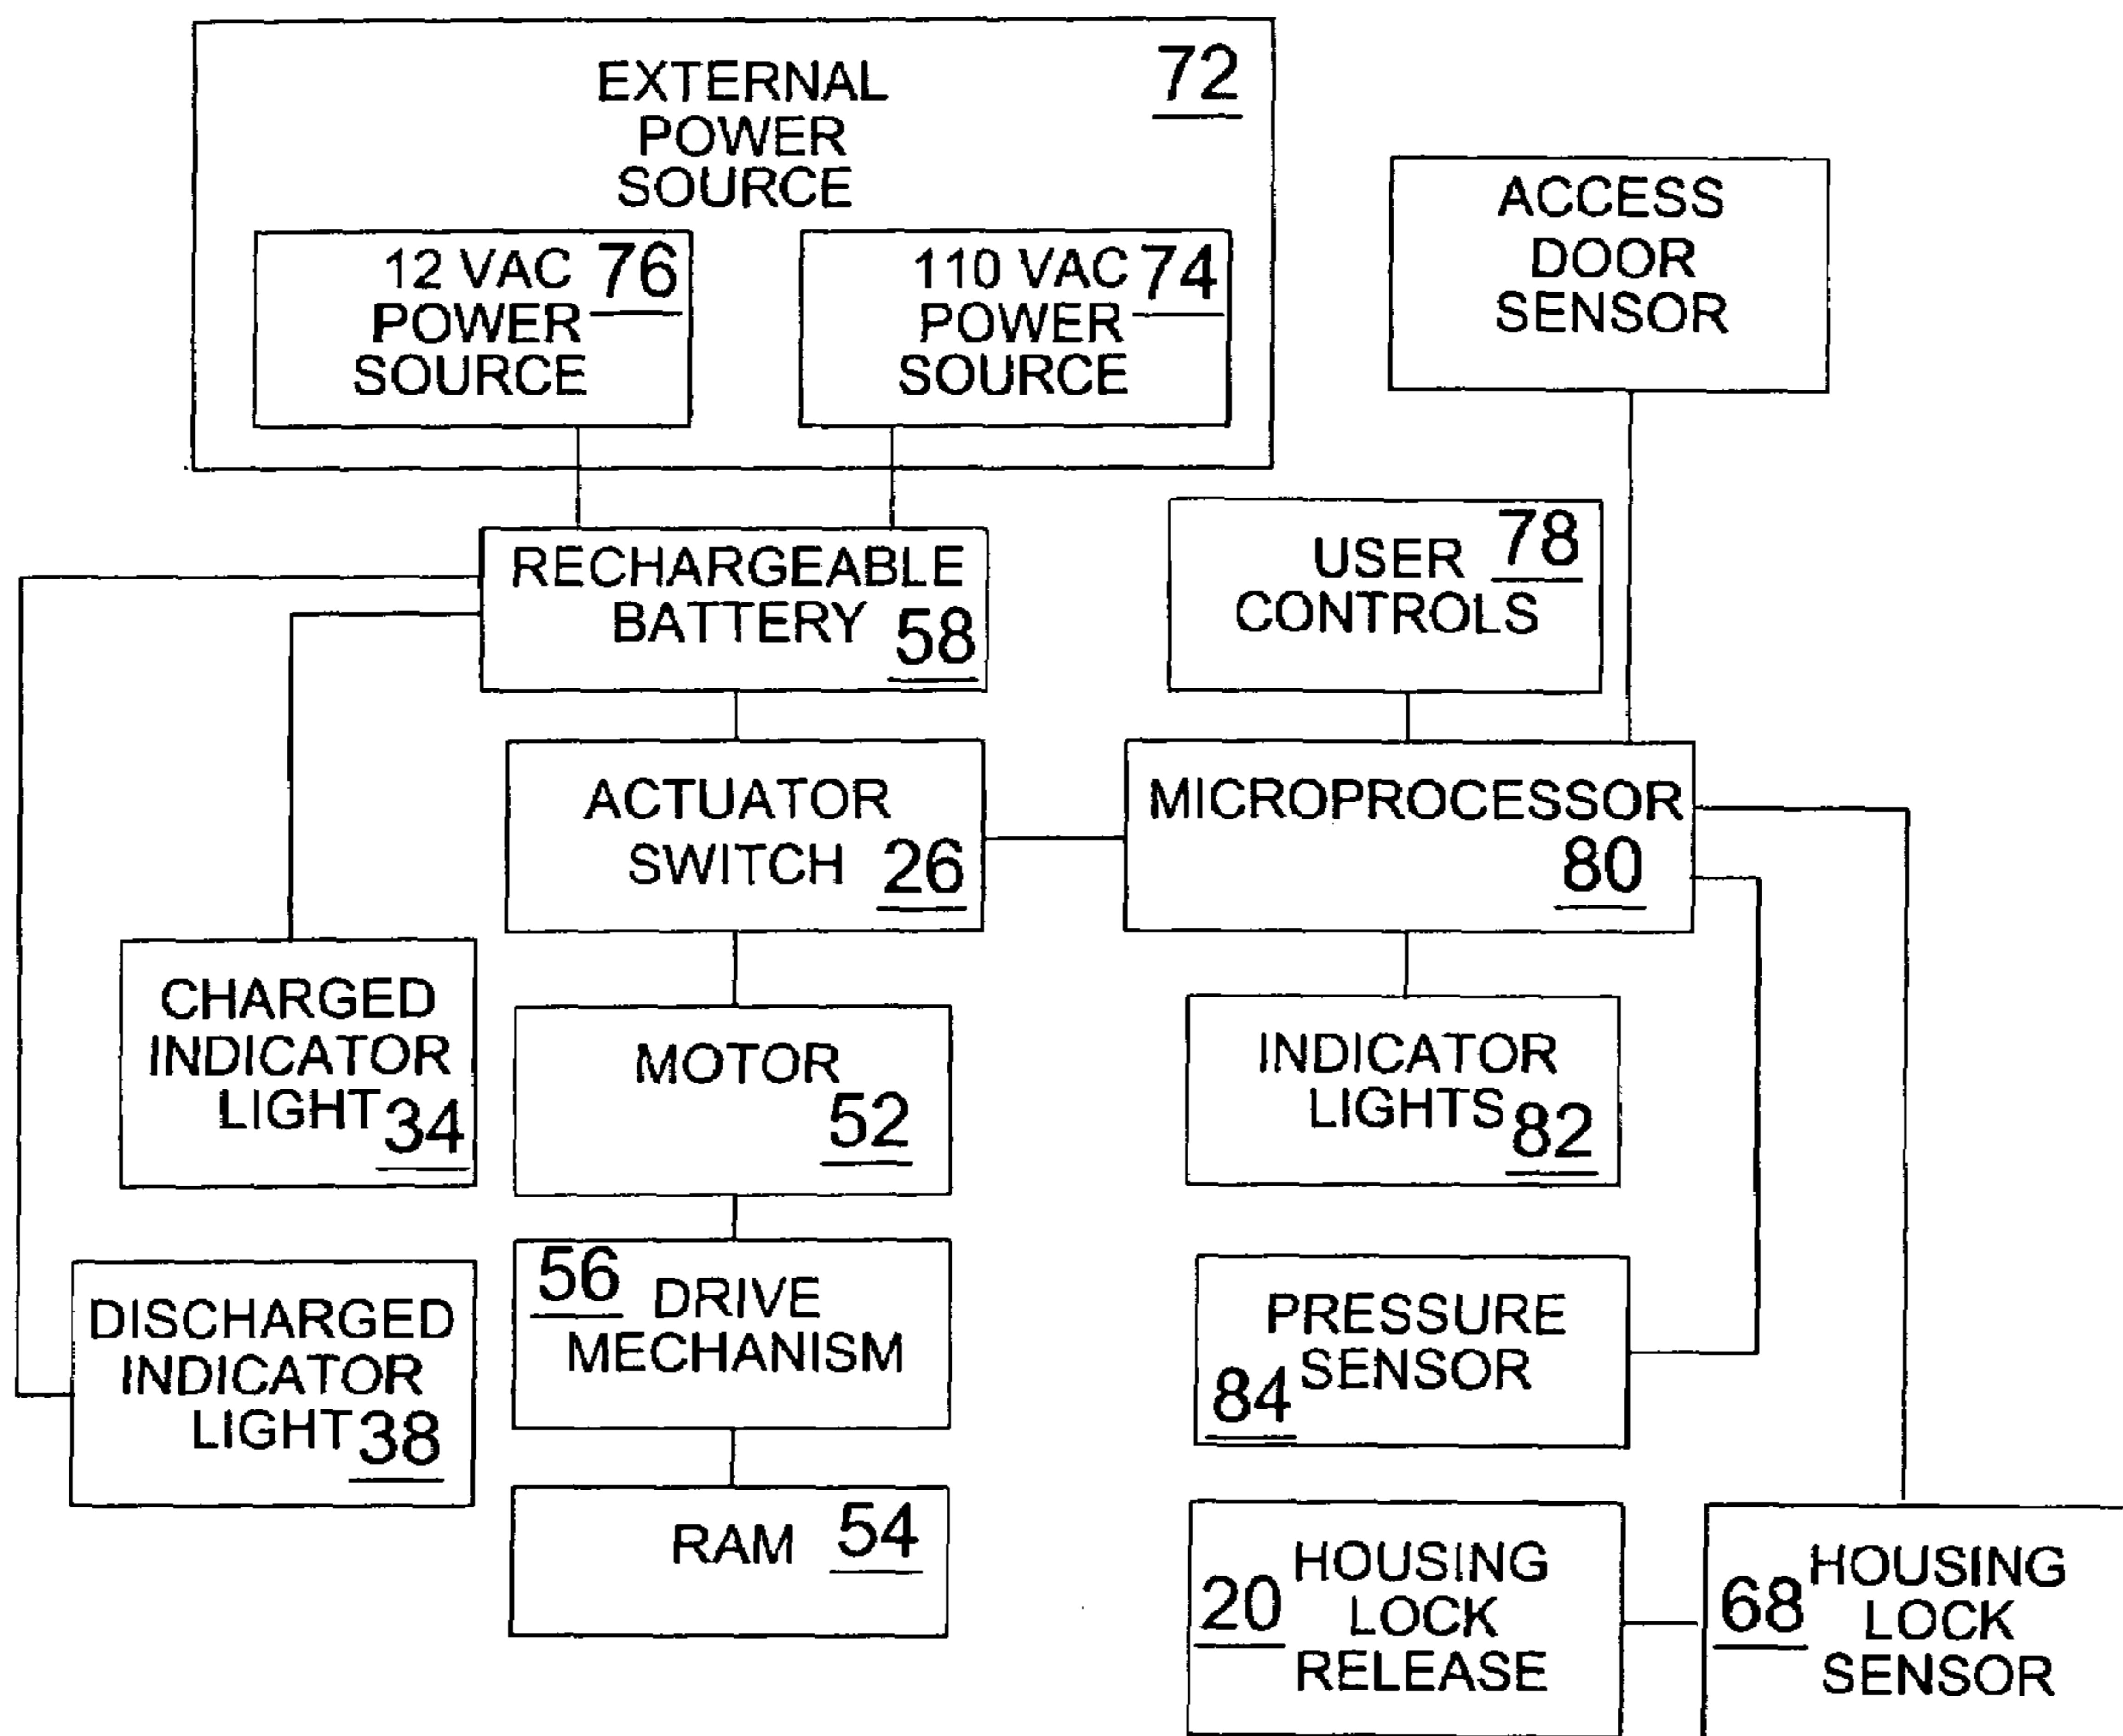 EXTERNAL 72
POWER
SOURCE
12 VAC 76
POWER
SOURCE
110 VAC 74
POWER
SOURCE
ACCESS
DOOR
SENSOR
RECHARGEABLE
BATTERY 58
USER 78
CONTROLS
ACTUATOR
SWITCH 26
MICROPROCESSOR
80
CHARGED
INDICATOR
LIGHT 34
MOTOR
52
INDICATOR
LIGHTS 82
DISCHARGED
INDICATOR
LIGHT 38
56 DRIVE
MECHANISM
PRESSURE
84 SENSOR
RAM 54
HOUSING
20 LOCK
RELEASE
HOUSING
68 LOCK
SENSOR